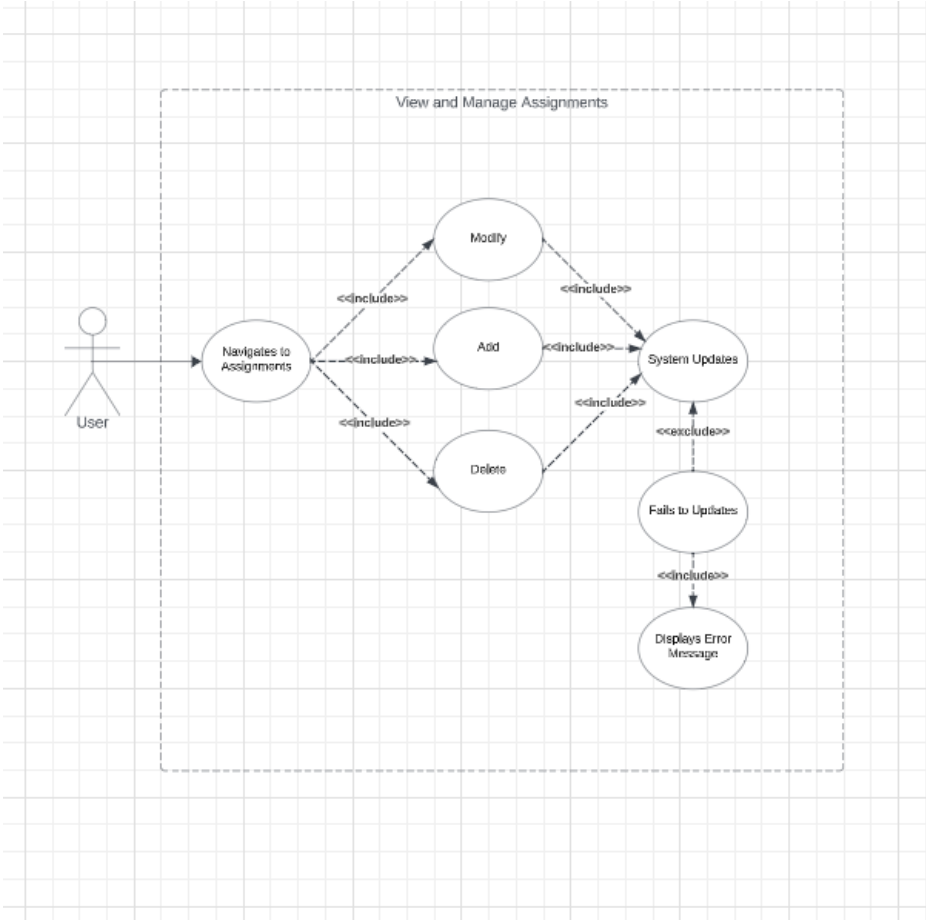 View and Manage Assignments
Modify
<<include>>
<<include>>
Add
Navigates to
Assignments
<<include>>
<<include>>
System Updates
User
<<include>>
<<include>>
<<exclude>>
Delete
Fails to Updates
<<include>>
Displays Error
Message